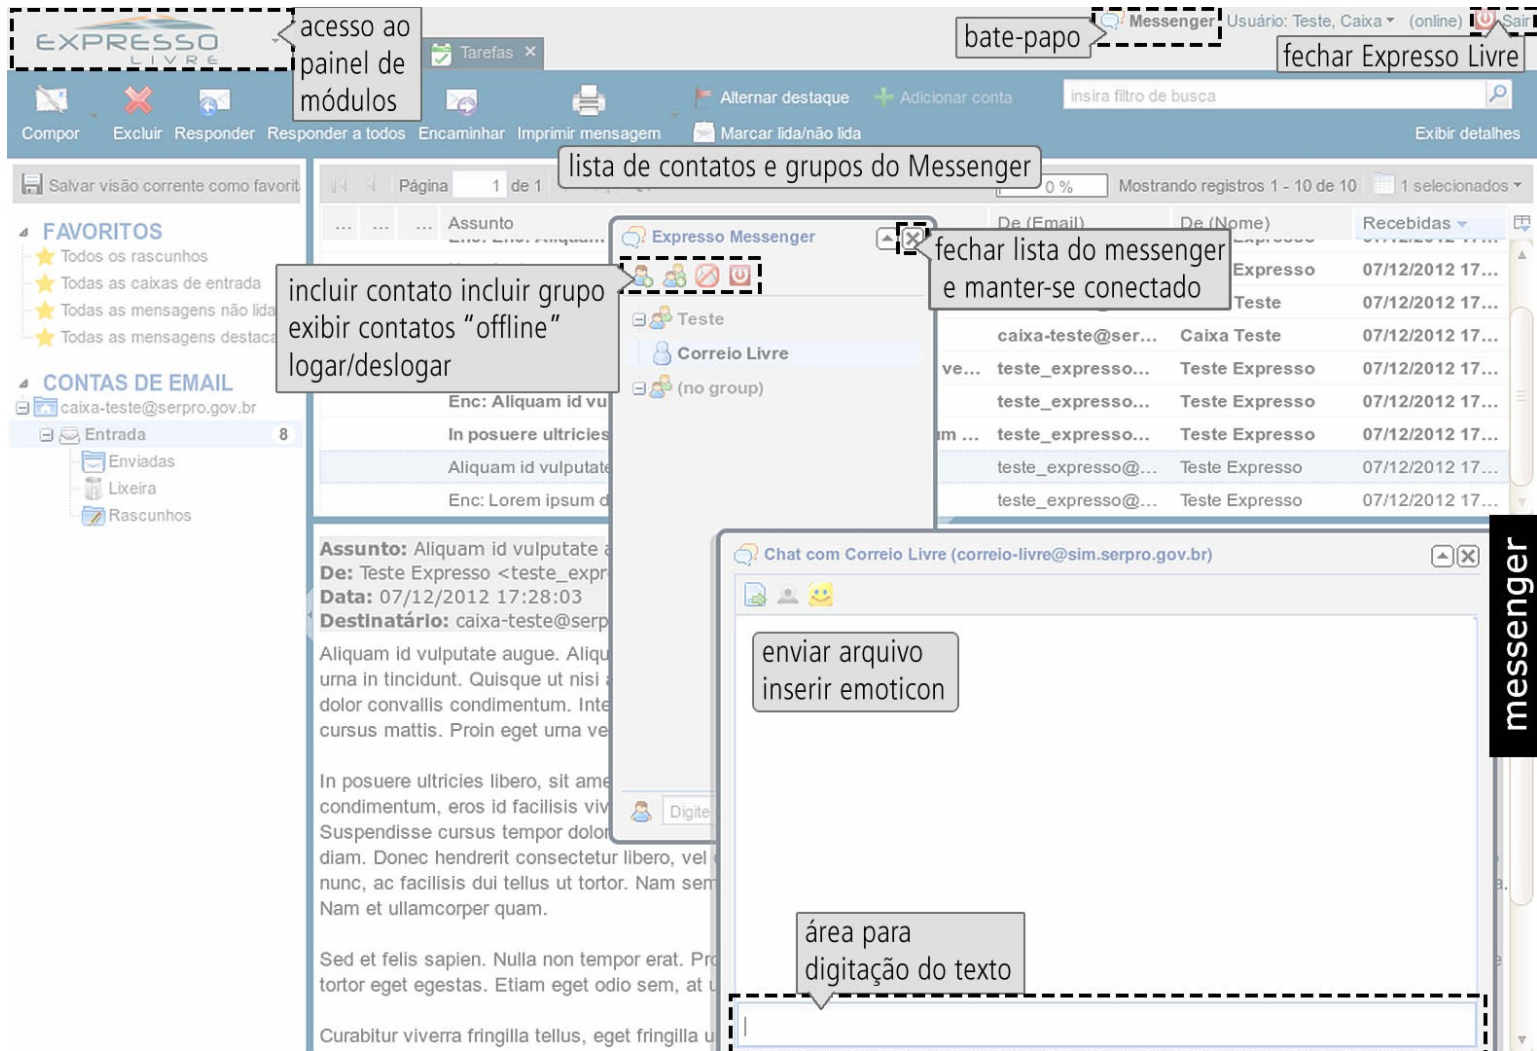 EXPRESSO
LIVRE
acesso ao
painel de
módulos
Tarefas
bate-papo
Messenger Usuário: Teste, Caixa (online) Sair
fechar Expresso Livre
Compor Excluir Responder Responder a todos Encaminhar Imprimir mensagem
Alternar destaque Adicionar conta
Marcar lida/não lida
insira filtro de busca
Exibir detalhes
lista de contatos e grupos do Messenger
Salvar visão corrente como favorit
Página 1 de 1
0 % Mostrando registros 1 - 10 de 10 1 selecionados
FAVORITOS
Todos os rascunhos
Todas as caixas de entrada
Todas as mensagens não lida
Todas as mensagens destaca
CONTAS DE EMAIL
caixa-teste@serpro.gov.br
Entrada 8
Enviadas
Lixeira
Rascunhos
... ... ... Assunto De (Email) De (Nome) Recebidas
Expresso 07/12/2012 17...
Teste 07/12/2012 17...
caixa-teste@ser... Caixa Teste 07/12/2012 17...
ve... teste_expresso... Teste Expresso 07/12/2012 17...
Enc: Aliquam id vu teste_expresso... Teste Expresso 07/12/2012 17...
In posuere ultricies um ... teste_expresso... Teste Expresso 07/12/2012 17...
Aliquam id vulputate teste_expresso@... Teste Expresso 07/12/2012 17...
Enc: Lorem ipsum d teste_expresso@... Teste Expresso 07/12/2012 17...
incluir contato incluir grupo
exibir contatos “offline”
logar/deslogar
Expresso Messenger
Teste
Correio Livre
(no group)
Digite
fechar lista do messenger
e manter-se conectado
Assunto: Aliquam id vulputate a
De: Teste Expresso <teste_expr
Data: 07/12/2012 17:28:03
Destinatário: caixa-teste@serp
Aliquam id vulputate augue. Aliqu
urna in tincidunt. Quisque ut nisi a
dolor convallis condimentum. Inte
cursus mattis. Proin eget urna ve
In posuere ultricies libero, sit ame
condimentum, eros id facilisis viv
Suspendisse cursus tempor dolor
diam. Donec hendrerit consectetur libero, vel
nunc, ac facilisis dui tellus ut tortor. Nam sem
Nam et ullamcorper quam.
Sed et felis sapien. Nulla non tempor erat. Pro
tortor eget egestas. Etiam eget odio sem, at u
Curabitur viverra fringilla tellus, eget fringilla u
Chat com Correio Livre (correio-livre@sim.serpro.gov.br)
enviar arquivo
inserir emoticon
área para
digitação do texto
messenger